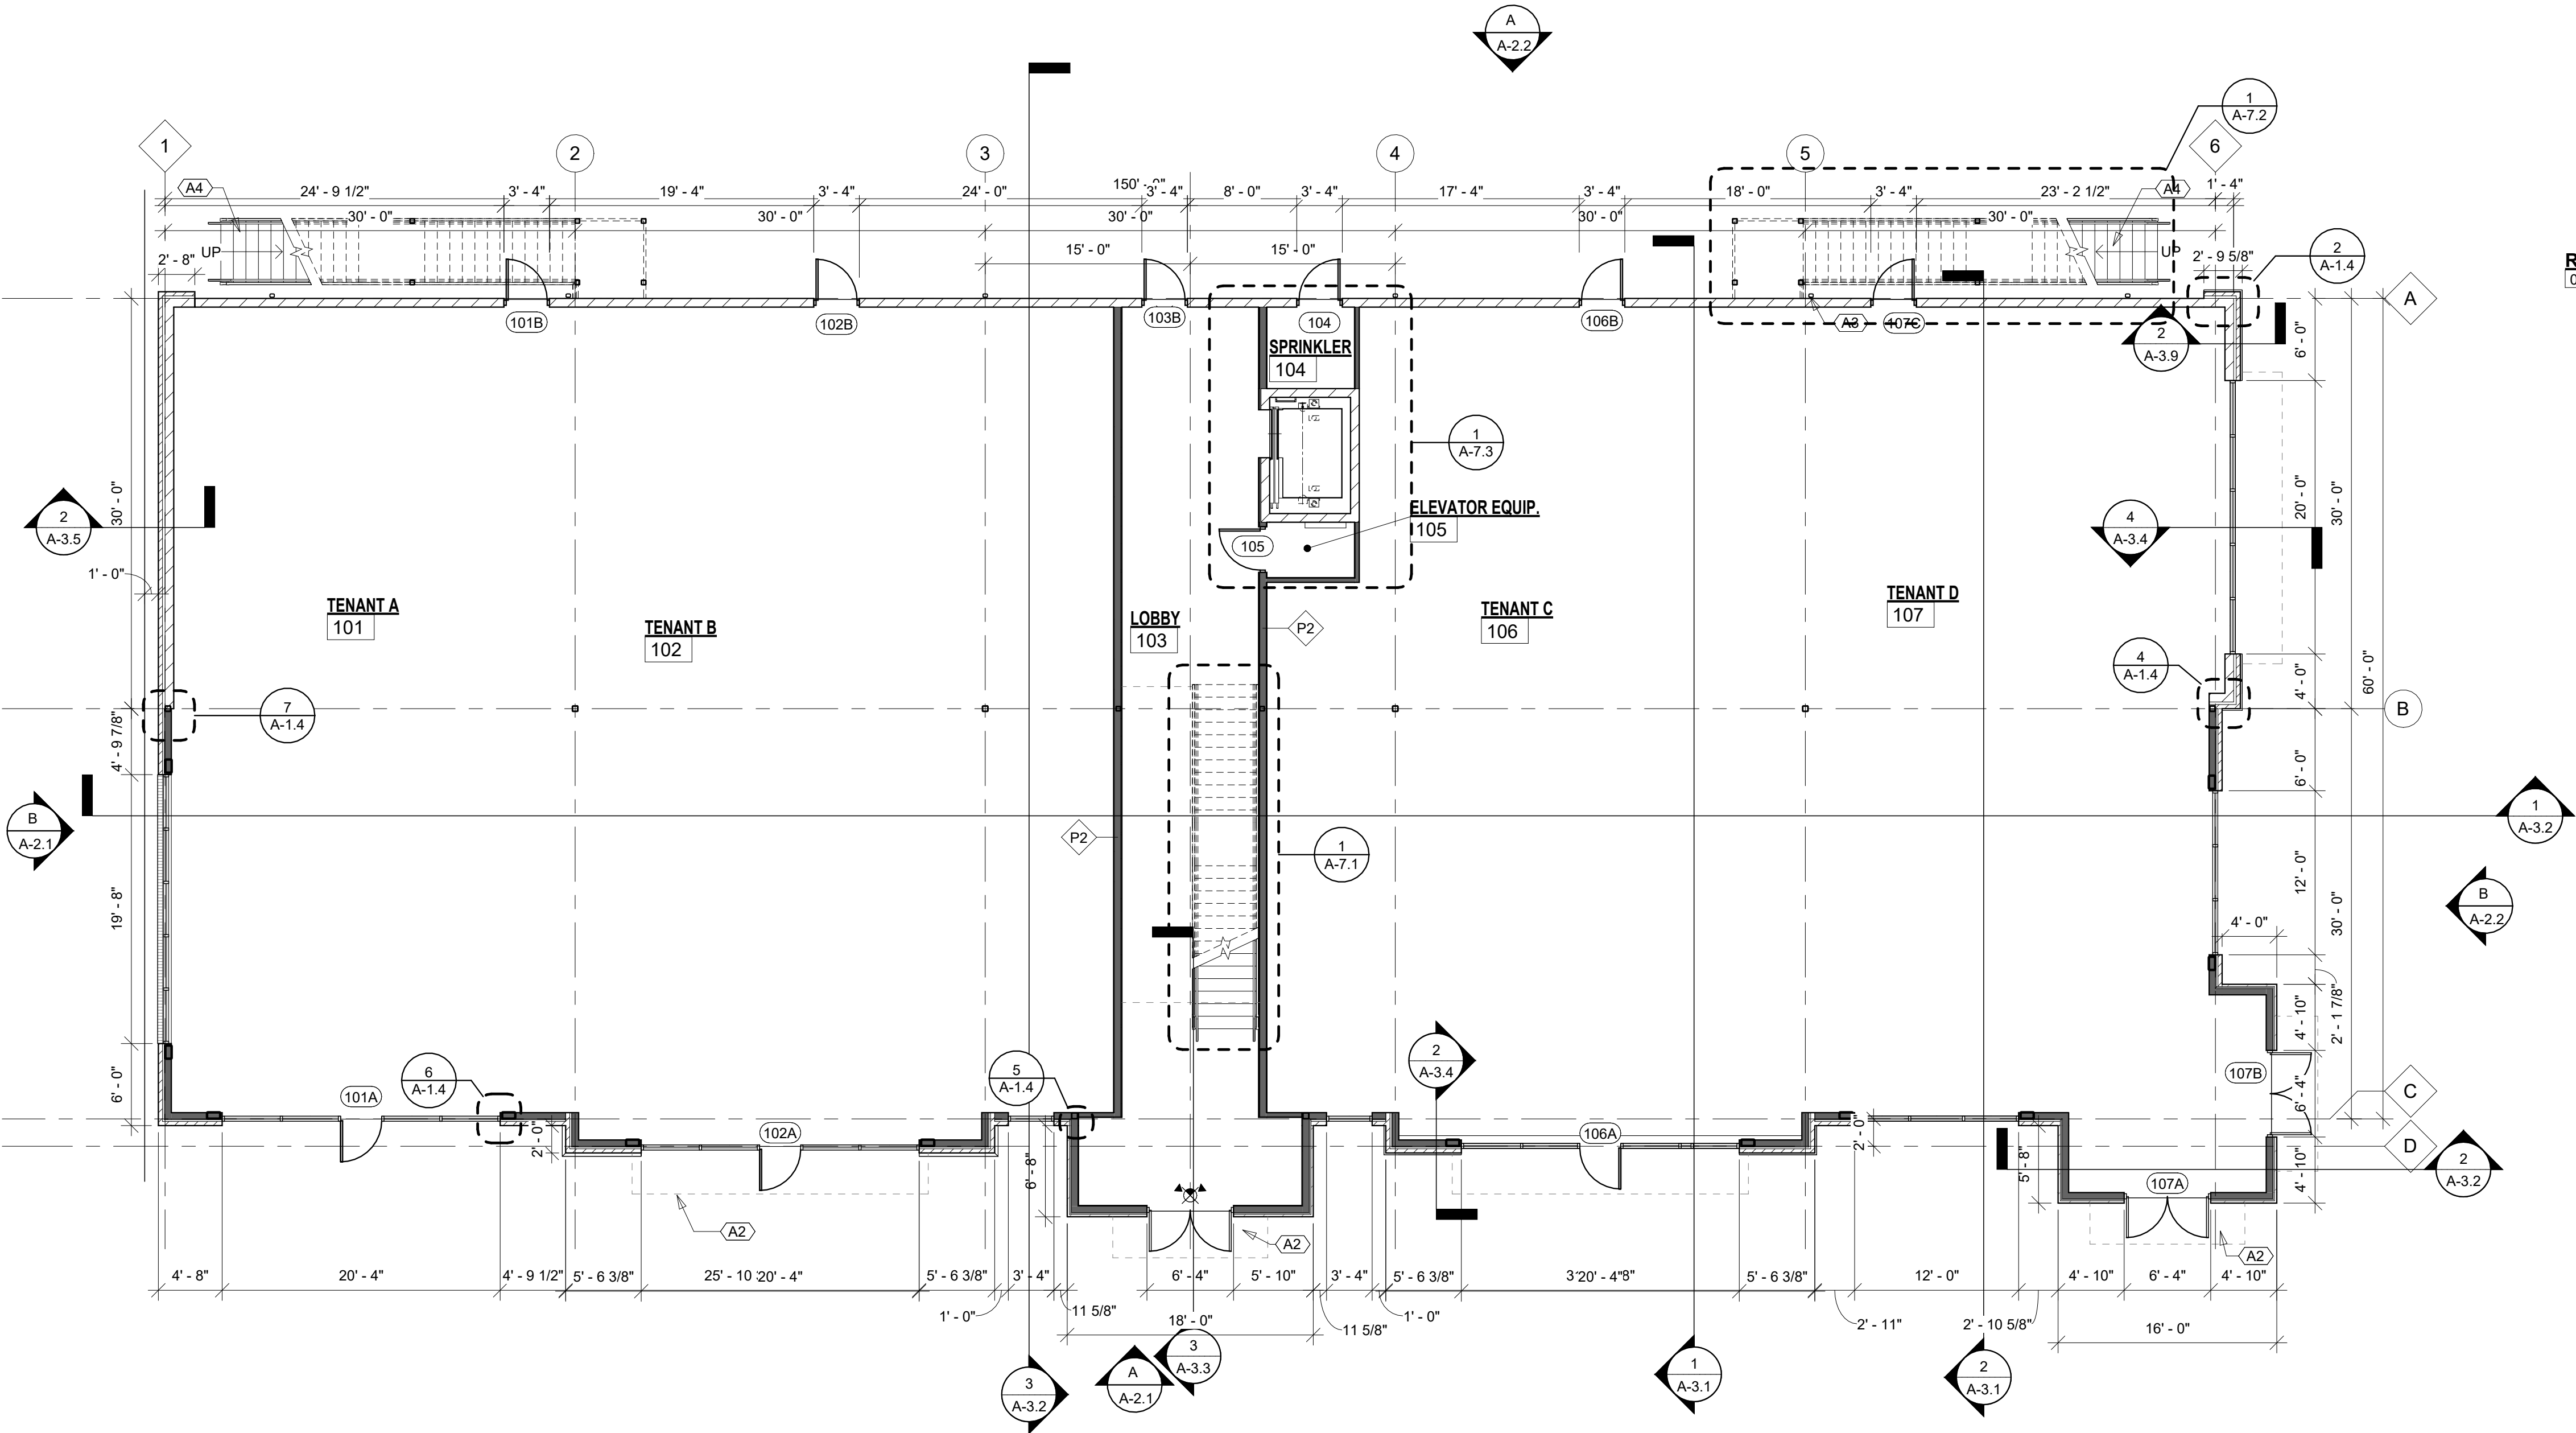 A
A-2.2
1
A-7.2
1
2
3
4
5
6
A4
24' - 9 1/2"
3' - 4"
19' - 4"
3' - 4"
24' - 0"
3' - 4"
8' - 0"
3' - 4"
17' - 4"
3' - 4"
18' - 0"
3' - 4"
23' - 2 1/2"
A4
1' - 4"
30' - 0"
30' - 0"
30' - 0"
30' - 0"
30' - 0"
15' - 0"
15' - 0"
UP
UP
2' - 8"
2' - 9 5/8"
2
A-1.4
A
101B
102B
103B
104
106B
A3
107C
2
A-3.9
6' - 0"
SPRINKLER
104
1
A-7.3
30' - 0"
20' - 0"
30' - 0"
2
A-3.5
ELEVATOR EQUIP.
105
105
4
A-3.4
1' - 0"
TENANT A
101
TENANT B
102
LOBBY
103
P2
TENANT C
106
TENANT D
107
4
A-1.4
4' - 0"
60' - 0"
7
A-1.4
B
4' - 9 7/8"
6' - 0"
B
A-2.1
P2
1
A-7.1
1
A-3.2
19' - 8"
12' - 0"
30' - 0"
B
A-2.2
4' - 0"
2' - 1 7/8"
4' - 10"
6' - 0"
6
A-1.4
5
A-1.4
2
A-3.4
101A
107B
6' - 4"
C
2' - 0"
102A
106A
2' - 0"
D
6' - 8"
5' - 8"
107A
4' - 10"
2
A-3.2
A2
A2
A2
4' - 8"
20' - 4"
4' - 9 1/2"
5' - 6 3/8"
25' - 10
20' - 4"
5' - 6 3/8"
3' - 4"
6' - 4"
5' - 10"
3' - 4"
5' - 6 3/8"
20' - 4"
5' - 6 3/8"
12' - 0"
4' - 10"
6' - 4"
4' - 10"
1' - 0"
11 5/8"
18' - 0"
11 5/8"
1' - 0"
2' - 11"
2' - 10 5/8"
16' - 0"
3
A-3.2
A
A-2.1
3
A-3.3
1
A-3.1
2
A-3.1